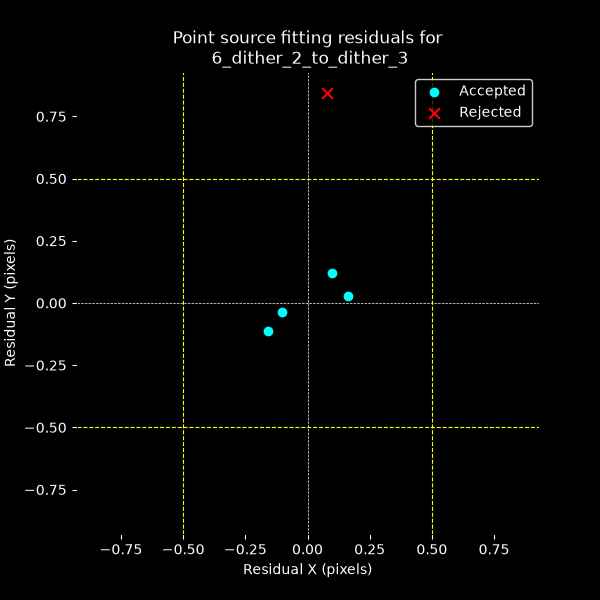 Point source fitting residuals for
6_dither_2_to_dither_3
Accepted
Rejected
Residual Y (pixels)
0.75
0.50
0.25
0.00
−0.25
−0.50
−0.75
−0.75
−0.50
−0.25
0.00
0.25
0.50
0.75
Residual X (pixels)